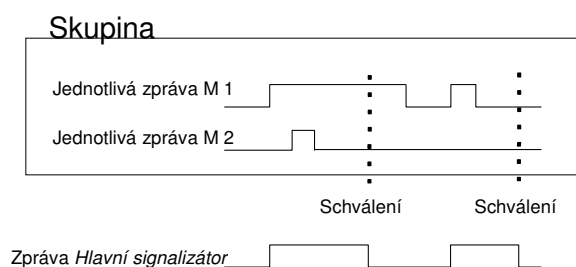 Skupina
Jednotlivá zpráva M 1
Jednotlivá zpráva M 2
Schválení Schválení
Zpráva Hlavní signalizátor